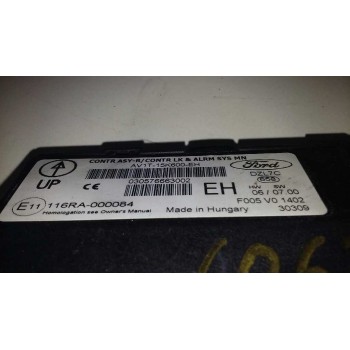 CONTR.ASY-R/CONTR LK & ALRM SYS MN
AV1T-15K600-EH
030576663002
UP
CE
EH
Ford
DZL7C
HW SW
06 / 07.00
E11 116RA-000084
Homologation see Owner's Manual
Made in Hungary
F005 V0 1402
30309